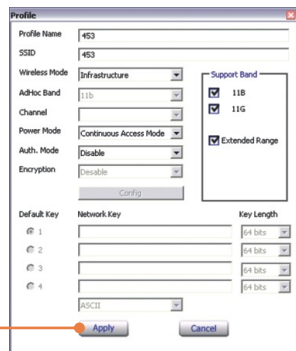 Profile
Profile Name 453
SSID 453
Wireless Mode Infrastructure
Support Band
AdHoc Band 11b
11B
Channel
11G
Power Mode Continuous Access Mode
Auth. Mode Disable
Extended Range
Encryption Desable
Config
Default Key Network Key Key Length
1 64 bits
2 64 bits
3 64 bits
4 64 bits
ASCII
Apply Cancel